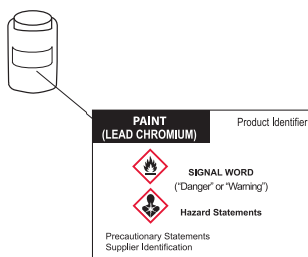 PAINT
(LEAD CHROMIUM)
Product Identifier
SIGNAL WORD
("Danger" or "Warning")
Hazard Statements
Precautionary Statements
Supplier Identification